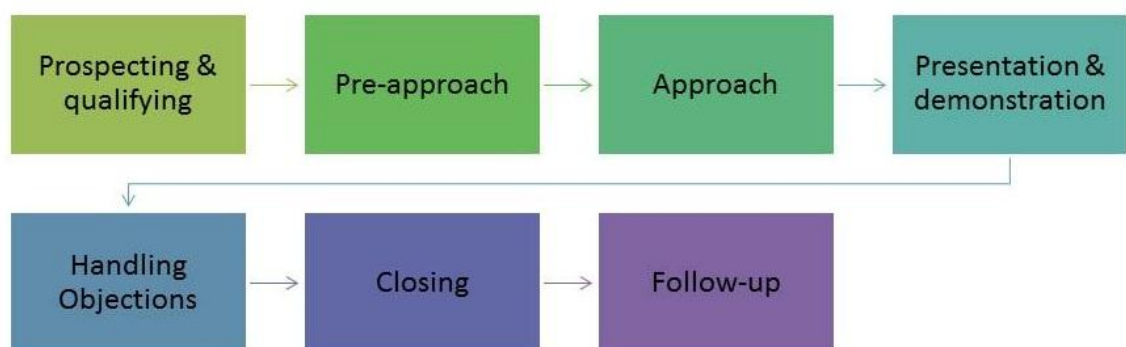 Prospecting &
qualifying
Pre-approach
Approach
Presentation &
demonstration
Handling
Objections
Closing
Follow-up